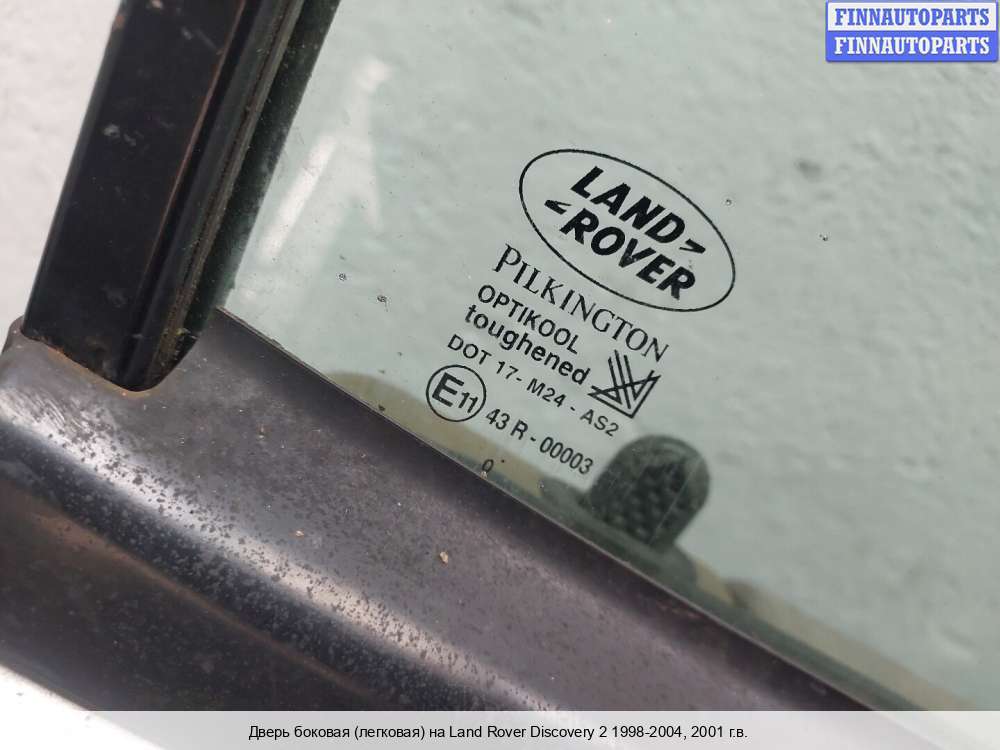 FINNAUTOPARTS
FINNAUTOPARTS
LAND
ROVER
PILKINGTON
OPTIKOOL
toughened
DOT 17- M24 - AS2
E11 43 R - 00003
0
Дверь боковая (легковая) на Land Rover Discovery 2 1998-2004, 2001 г.в.